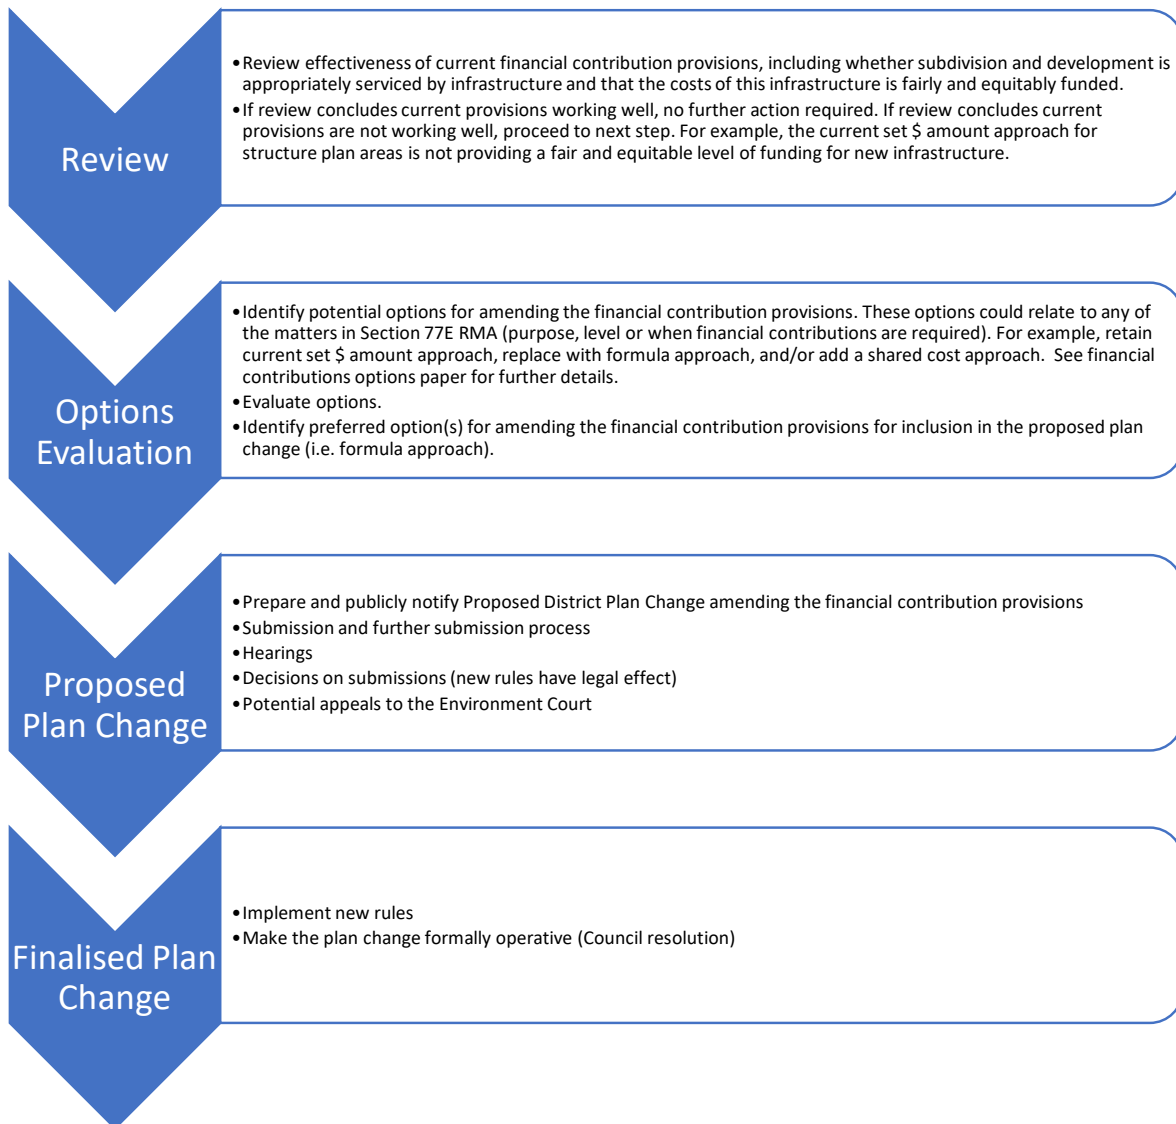 Review
•Review effectiveness of current financial contribution provisions, including whether subdivision and development is
appropriately serviced by infrastructure and that the costs of this infrastructure is fairly and equitably funded.
•If review concludes current provisions working well, no further action required. If review concludes current
provisions are not working well, proceed to next step. For example, the current set $ amount approach for
structure plan areas is not providing a fair and equitable level of funding for new infrastructure.
Options
Evaluation
•Identify potential options for amending the financial contribution provisions. These options could relate to any of
the matters in Section 77E RMA (purpose, level or when financial contributions are required). For example, retain
current set $ amount approach, replace with formula approach, and/or add a shared cost approach. See financial
contributions options paper for further details.
•Evaluate options.
•Identify preferred option(s) for amending the financial contribution provisions for inclusion in the proposed plan
change (i.e. formula approach).
Proposed
Plan Change
•Prepare and publicly notify Proposed District Plan Change amending the financial contribution provisions
•Submission and further submission process
•Hearings
•Decisions on submissions (new rules have legal effect)
•Potential appeals to the Environment Court
Finalised Plan
Change
•Implement new rules
•Make the plan change formally operative (Council resolution)